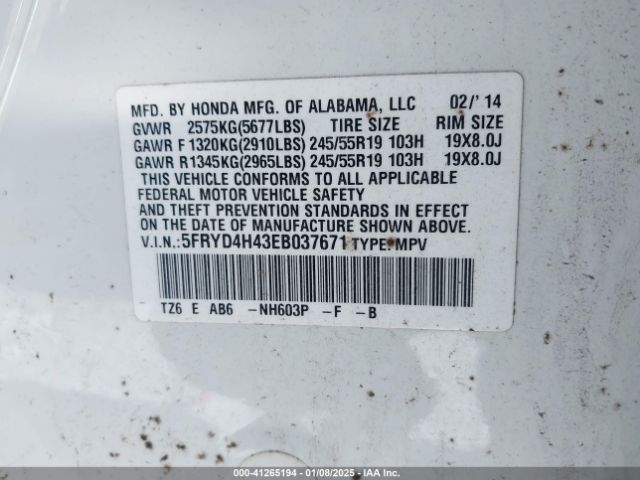 MFD. BY HONDA MFG. OF ALABAMA, LLC 02/' 14
GVWR 2575KG(5677LBS) TIRE SIZE RIM SIZE
GAWR F 1320KG(2910LBS) 245/55R19 103H 19X8.0J
GAWR R 1345KG(2965LBS) 245/55R19 103H 19X8.0J
THIS VEHICLE CONFORMS TO ALL APPLICABLE
FEDERAL MOTOR VEHICLE SAFETY
AND THEFT PREVENTION STANDARDS IN EFFECT
ON THE DATE OF MANUFACTURE SHOWN ABOVE.
V.I.N.:5FRYD4H43EB037671 TYPE:MPV
TZ6 E AB6 -NH603P -F -B
000-41265194 - 01/08/2025 - IAA Inc.